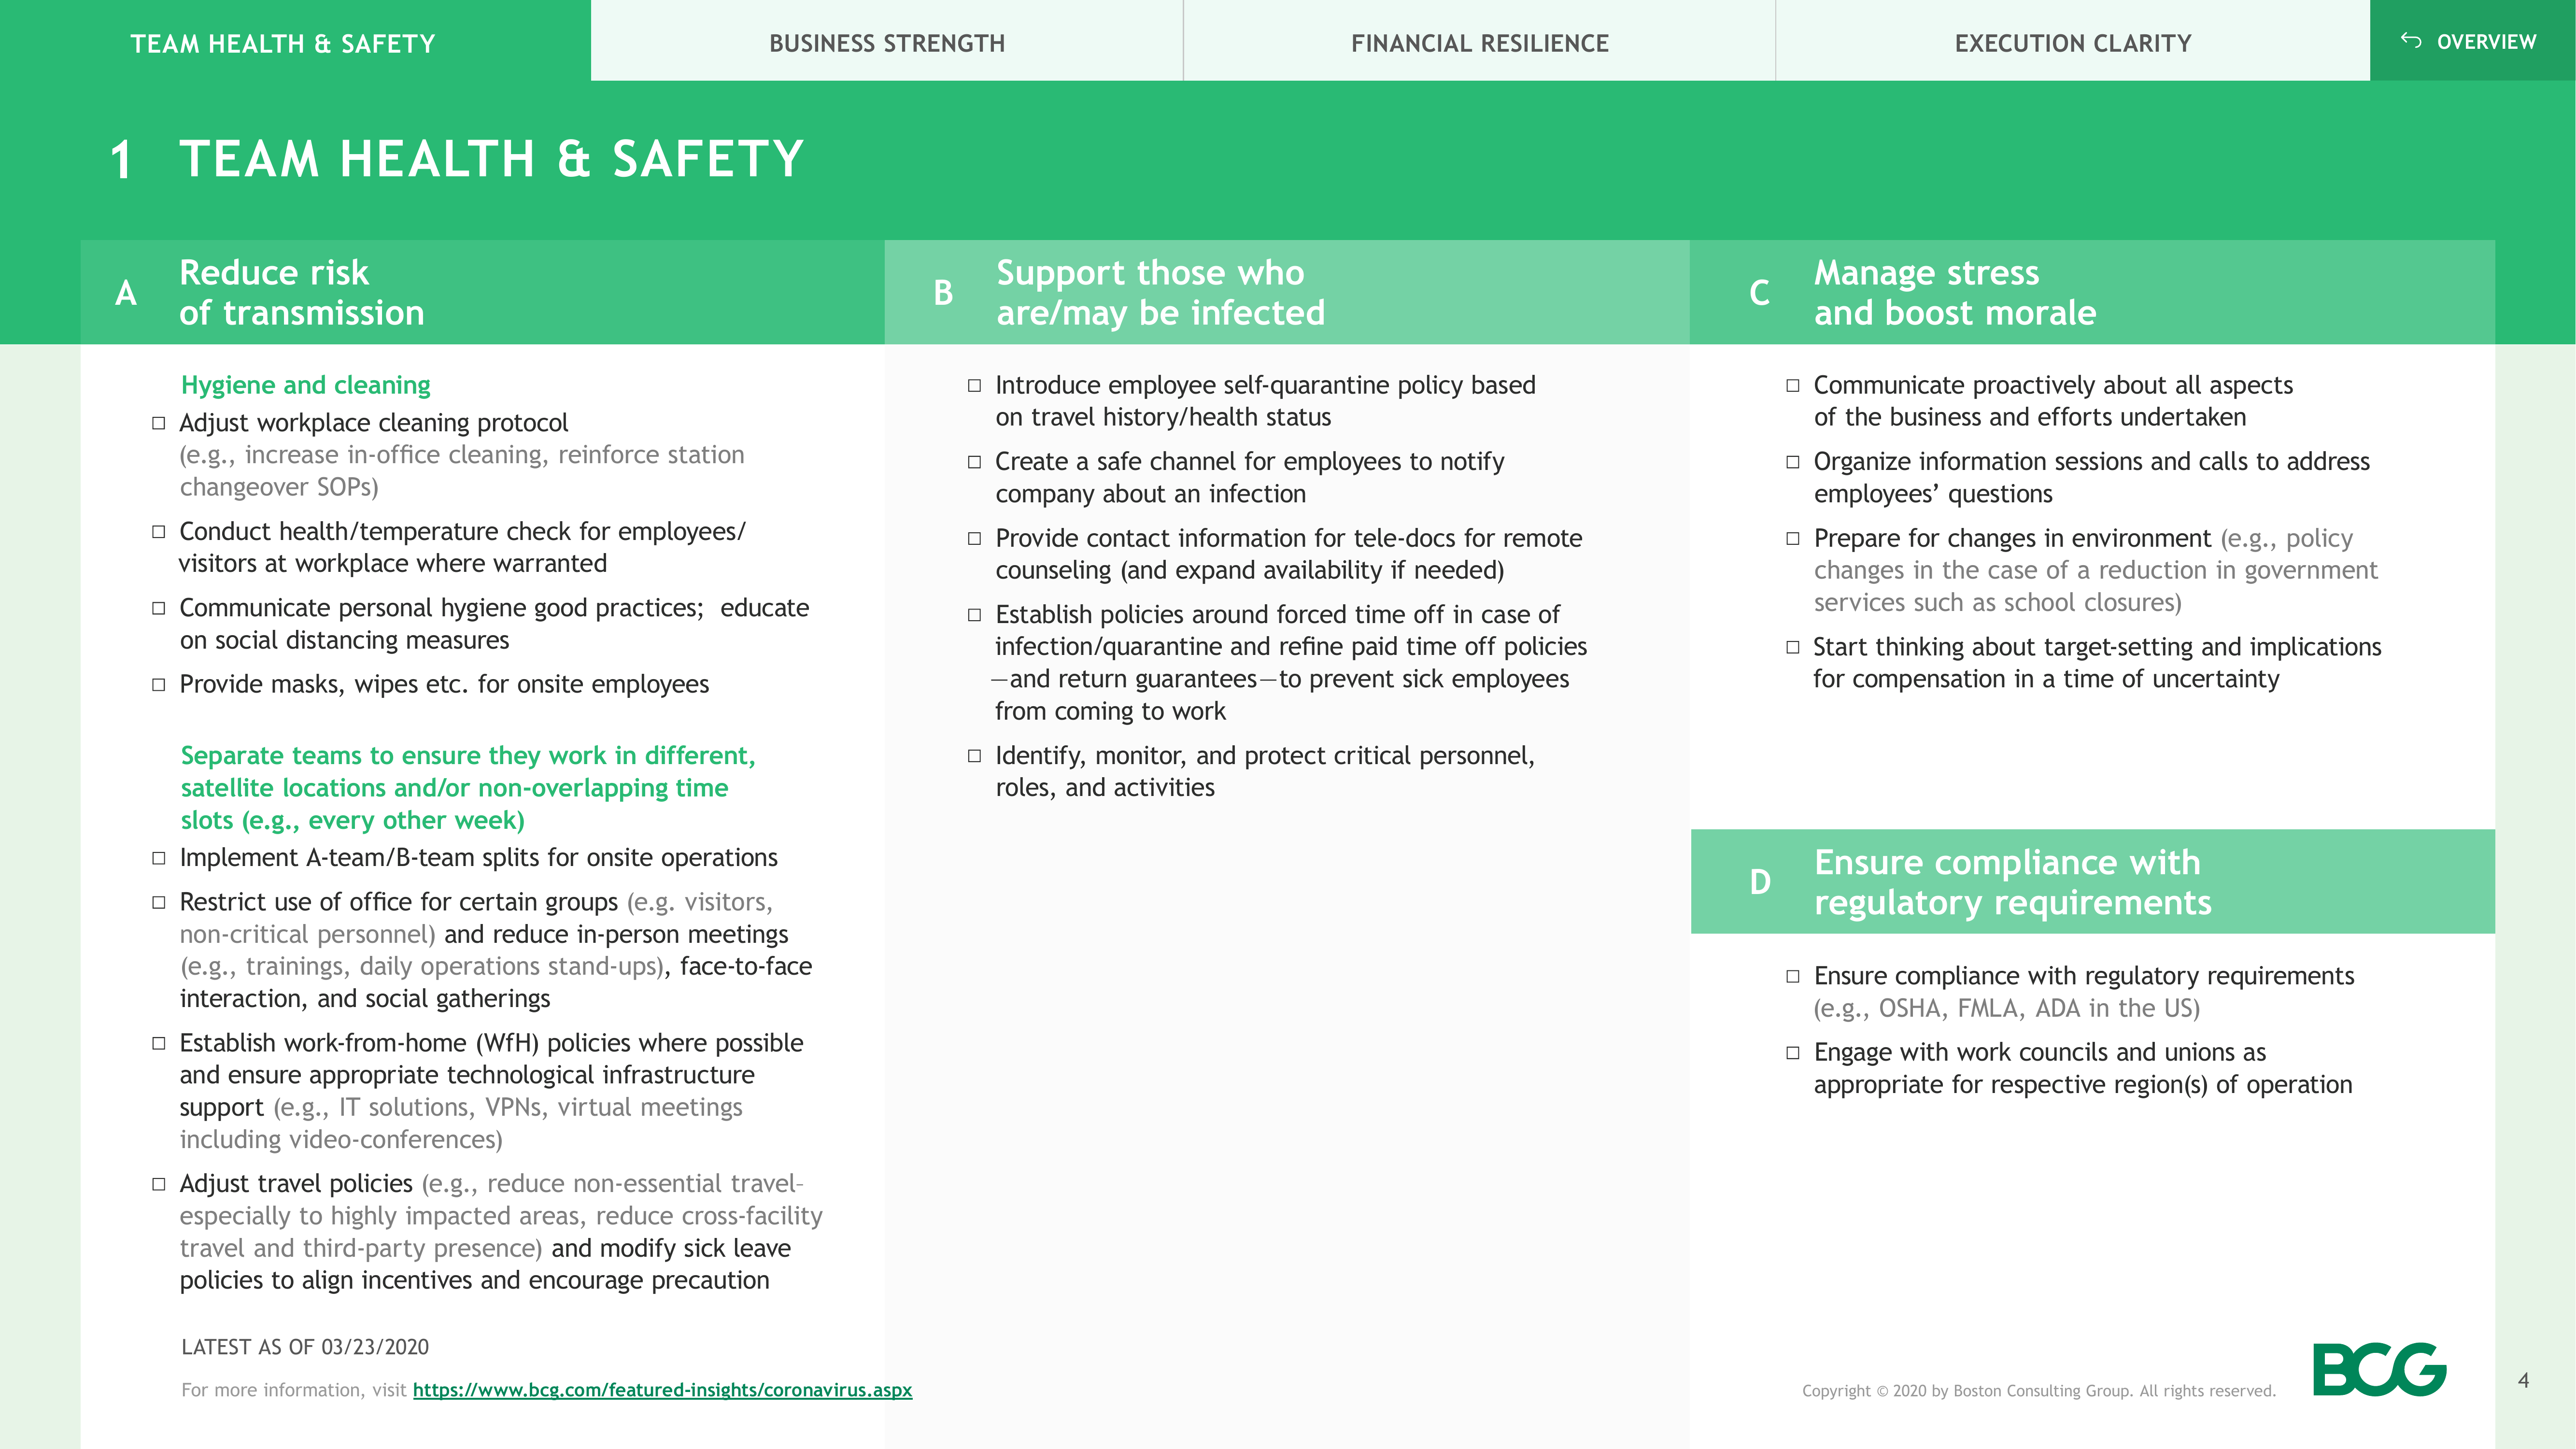 TEAM HEALTH & SAFETY
BUSINESS STRENGTH
FINANCIAL RESILIENCE
EXECUTION CLARITY
OVERVIEW
1 TEAM HEALTH & SAFETY
A Reduce risk
of transmission
Hygiene and cleaning
□ Adjust workplace cleaning protocol
(e.g., increase in-office cleaning, reinforce station
changeover SOPs)
□ Conduct health/temperature check for employees/
visitors at workplace where warranted
□ Communicate personal hygiene good practices;  educate
on social distancing measures
□ Provide masks, wipes etc. for onsite employees
Separate teams to ensure they work in different,
satellite locations and/or non-overlapping time
slots (e.g., every other week)
□ Implement A-team/B-team splits for onsite operations
□ Restrict use of office for certain groups (e.g. visitors,
non-critical personnel) and reduce in-person meetings
(e.g., trainings, daily operations stand-ups), face-to-face
interaction, and social gatherings
□ Establish work-from-home (WfH) policies where possible
and ensure appropriate technological infrastructure
support (e.g., IT solutions, VPNs, virtual meetings
including video-conferences)
□ Adjust travel policies (e.g., reduce non-essential travel–
especially to highly impacted areas, reduce cross-facility
travel and third-party presence) and modify sick leave
policies to align incentives and encourage precaution
B Support those who
are/may be infected
□ Introduce employee self-quarantine policy based
on travel history/health status
□ Create a safe channel for employees to notify
company about an infection
□ Provide contact information for tele-docs for remote
counseling (and expand availability if needed)
□ Establish policies around forced time off in case of
infection/quarantine and refine paid time off policies
—and return guarantees—to prevent sick employees
from coming to work
□ Identify, monitor, and protect critical personnel,
roles, and activities
C Manage stress
and boost morale
□ Communicate proactively about all aspects
of the business and efforts undertaken
□ Organize information sessions and calls to address
employees’ questions
□ Prepare for changes in environment (e.g., policy
changes in the case of a reduction in government
services such as school closures)
□ Start thinking about target-setting and implications
for compensation in a time of uncertainty
D Ensure compliance with
regulatory requirements
□ Ensure compliance with regulatory requirements
(e.g., OSHA, FMLA, ADA in the US)
□ Engage with work councils and unions as
appropriate for respective region(s) of operation
LATEST AS OF 03/23/2020
For more information, visit https://www.bcg.com/featured-insights/coronavirus.aspx
Copyright © 2020 by Boston Consulting Group. All rights reserved.
BCG
4